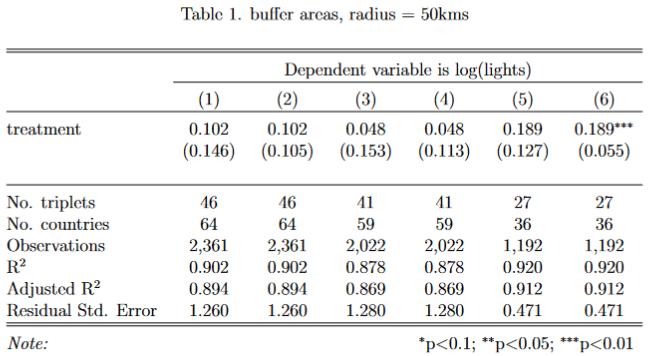 Table 1. buffer areas, radius = 50kms
Dependent variable is log(lights)
(1) (2) (3) (4) (5) (6)
treatment 0.102 0.102 0.048 0.048 0.189 0.189***
(0.146) (0.105) (0.153) (0.113) (0.127) (0.055)
No. triplets 46 46 41 41 27 27
No. countries 64 64 59 59 36 36
Observations 2,361 2,361 2,022 2,022 1,192 1,192
R² 0.902 0.902 0.878 0.878 0.920 0.920
Adjusted R² 0.894 0.894 0.869 0.869 0.912 0.912
Residual Std. Error 1.260 1.260 1.280 1.280 0.471 0.471
Note: *p<0.1; **p<0.05; ***p<0.01